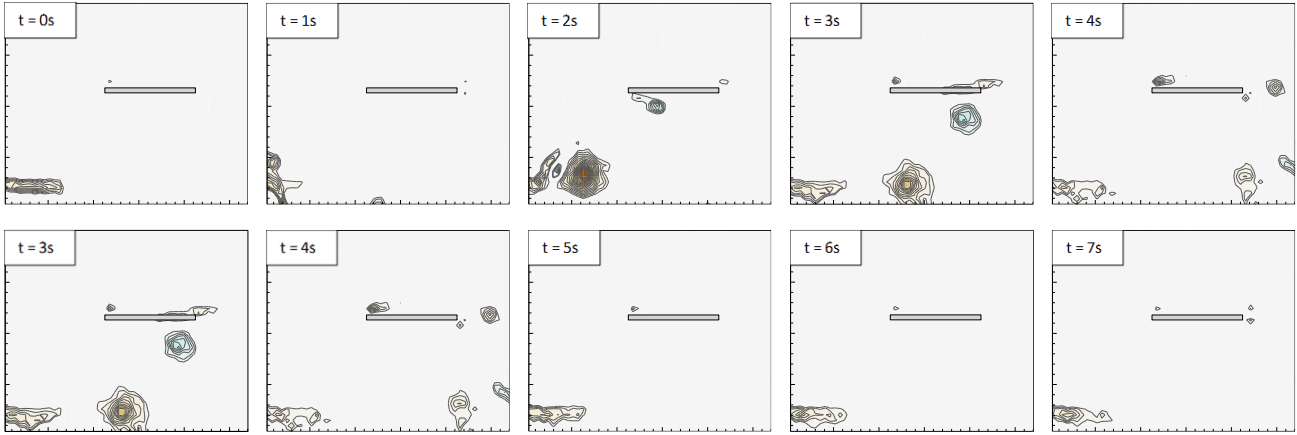 t = 0s
t = 1s
t = 2s
t = 3s
t = 4s
t = 3s
t = 4s
t = 5s
t = 6s
t = 7s